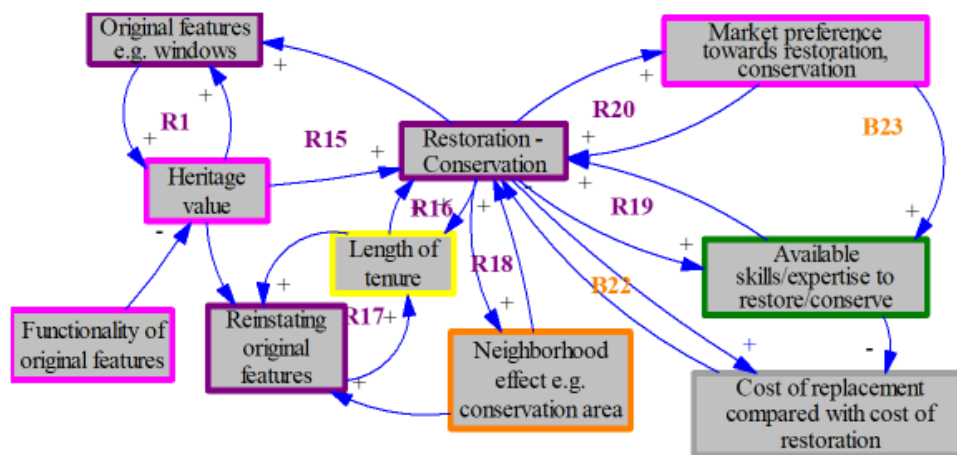 Original features
e.g. windows
Market preference
towards restoration,
conservation
+
+
+
+
R1
R15
R20
B23
+
+
Restoration -
Conservation
+
+
Heritage
value
-
R16
+
+
-
R19
+
Length of
tenure
+
+
Available
skills/expertise to
restore/conserve
R18
B22
Functionality of
original features
+
R17
+
+
Reinstating
original
features
Neighborhood
effect e.g.
conservation area
+
+
-
Cost of replacement
compared with cost of
restoration